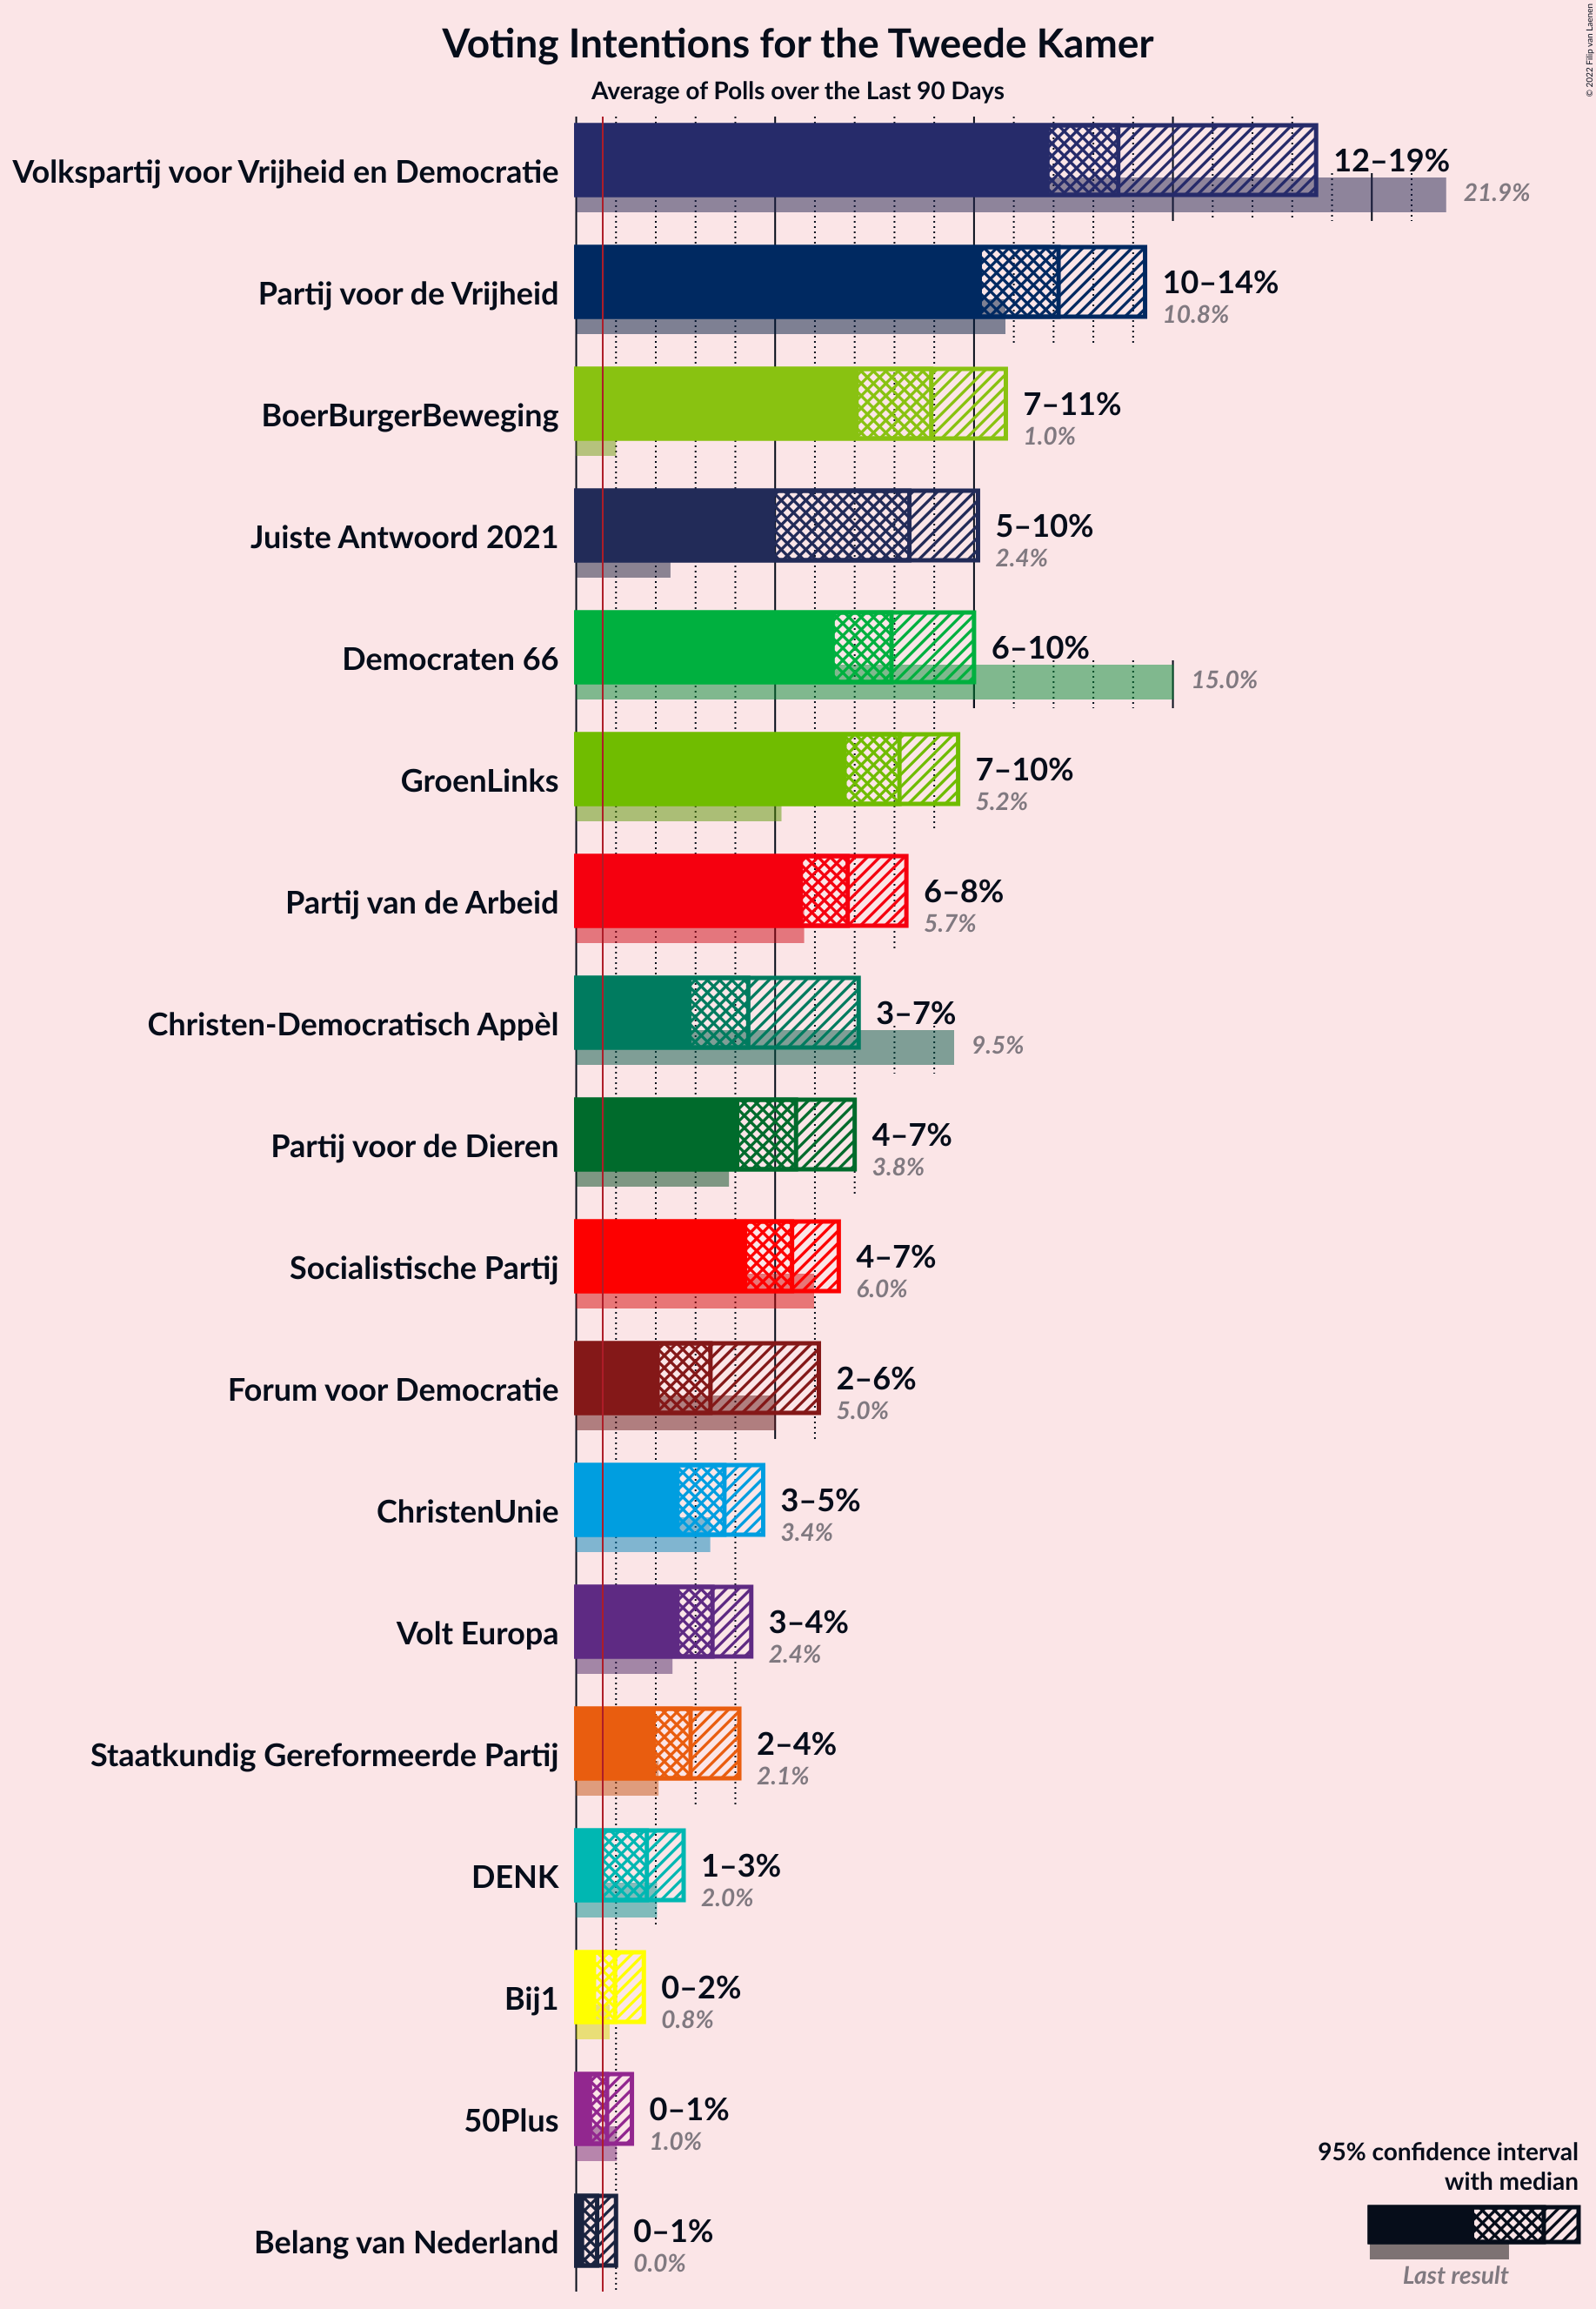 Voting Intentions for the Tweede Kamer
Average of Polls over the Last 90 Days
© 2022 Filip van Laenen
Volkspartij voor Vrijheid en Democratie
12–19%
21.9%
Partij voor de Vrijheid
10–14%
10.8%
BoerBurgerBeweging
7–11%
1.0%
Juiste Antwoord 2021
5–10%
2.4%
Democraten 66
6–10%
15.0%
GroenLinks
7–10%
5.2%
Partij van de Arbeid
6–8%
5.7%
Christen-Democratisch Appèl
3–7%
9.5%
Partij voor de Dieren
4–7%
3.8%
Socialistische Partij
4–7%
6.0%
Forum voor Democratie
2–6%
5.0%
ChristenUnie
3–5%
3.4%
Volt Europa
3–4%
2.4%
Staatkundig Gereformeerde Partij
2–4%
2.1%
DENK
1–3%
2.0%
Bij1
0–2%
0.8%
50Plus
0–1%
1.0%
Belang van Nederland
0–1%
0.0%
95% confidence interval
with median
Last result